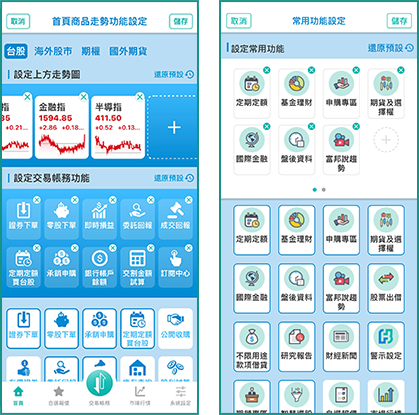 取消 首頁商品走勢功能設定 儲存
台股 海外股市 期權 國外期貨
設定上方走勢圖 還原預設
指 金融指 半導指
35 1594.85 411.50
+0.21... +2.86 +0.18... +0.52 +0.13...
設定交易帳務功能 還原預設
證券下單 零股下單 即時損益 委託回報 成交回報
定期定額買台股 承銷申購 銀行帳戶餘額 交割金額試算 訂閱中心
證券下單 零股下單 承銷申購 定期定額買台股 公開收購
首頁 自選報價 交易帳務 市場行情 系統設定
取消 常用功能設定 儲存
設定常用功能 還原預設
定期定額 基金理財 申購專區 期貨及選擇權
國際金融 盤後資料 富邦說趨勢
定期定額 基金理財 申購專區 期貨及選擇權
國際金融 盤後資料 富邦說趨勢 股票出借
不限用途款項借貸 研究報告 財經新聞 警示設定